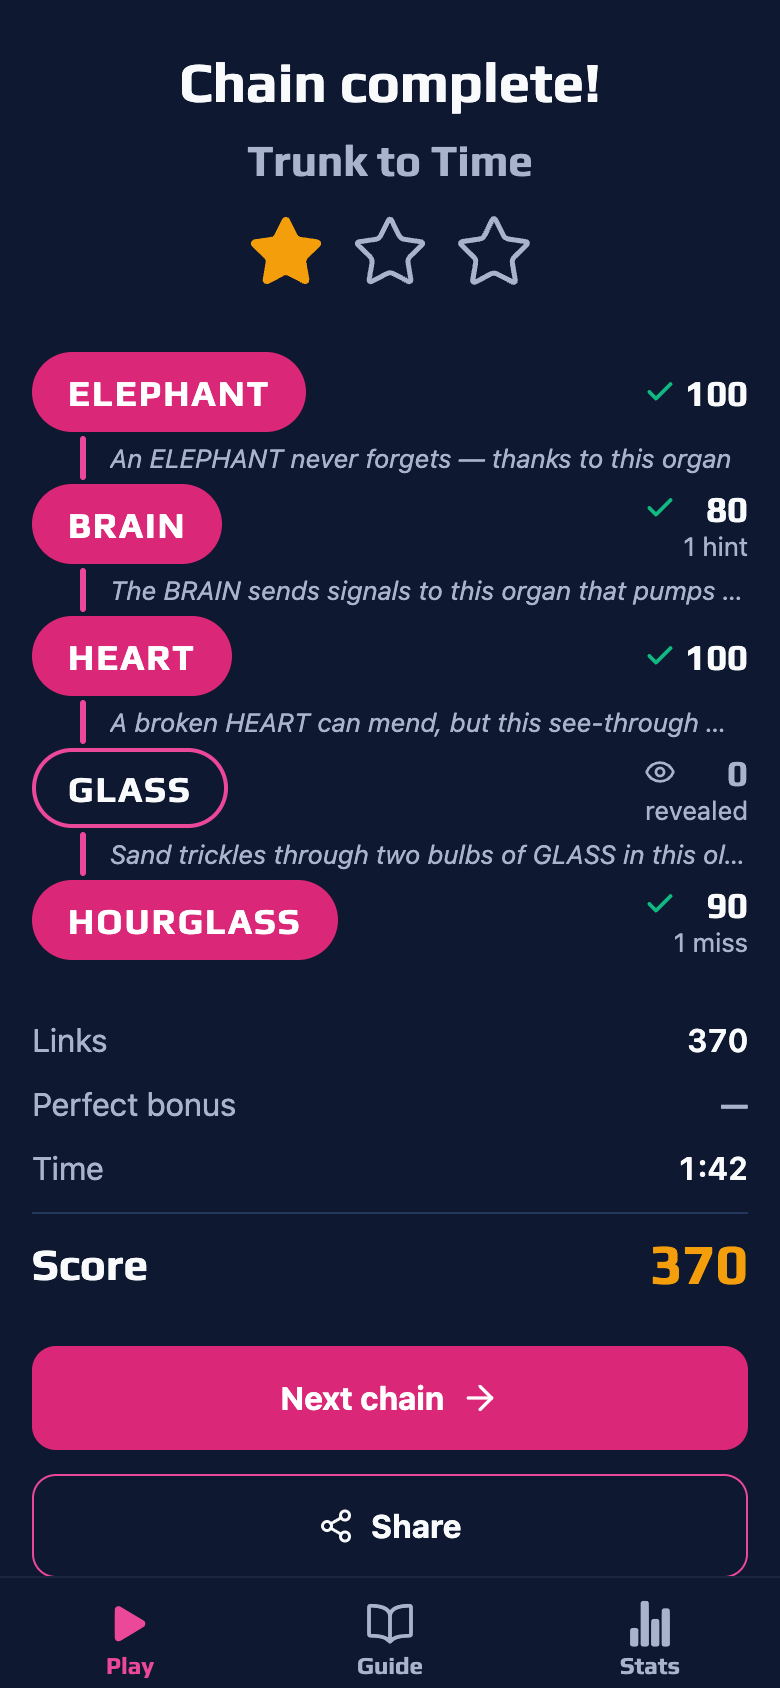 Chain complete!
Trunk to Time
ELEPHANT
100
An ELEPHANT never forgets — thanks to this organ
BRAIN
80
1 hint
The BRAIN sends signals to this organ that pumps ...
HEART
100
A broken HEART can mend, but this see-through ...
GLASS
0
revealed
Sand trickles through two bulbs of GLASS in this ol...
HOURGLASS
90
1 miss
Links 370
Perfect bonus —
Time 1:42
Score 370
Next chain →
Share
Play Guide Stats